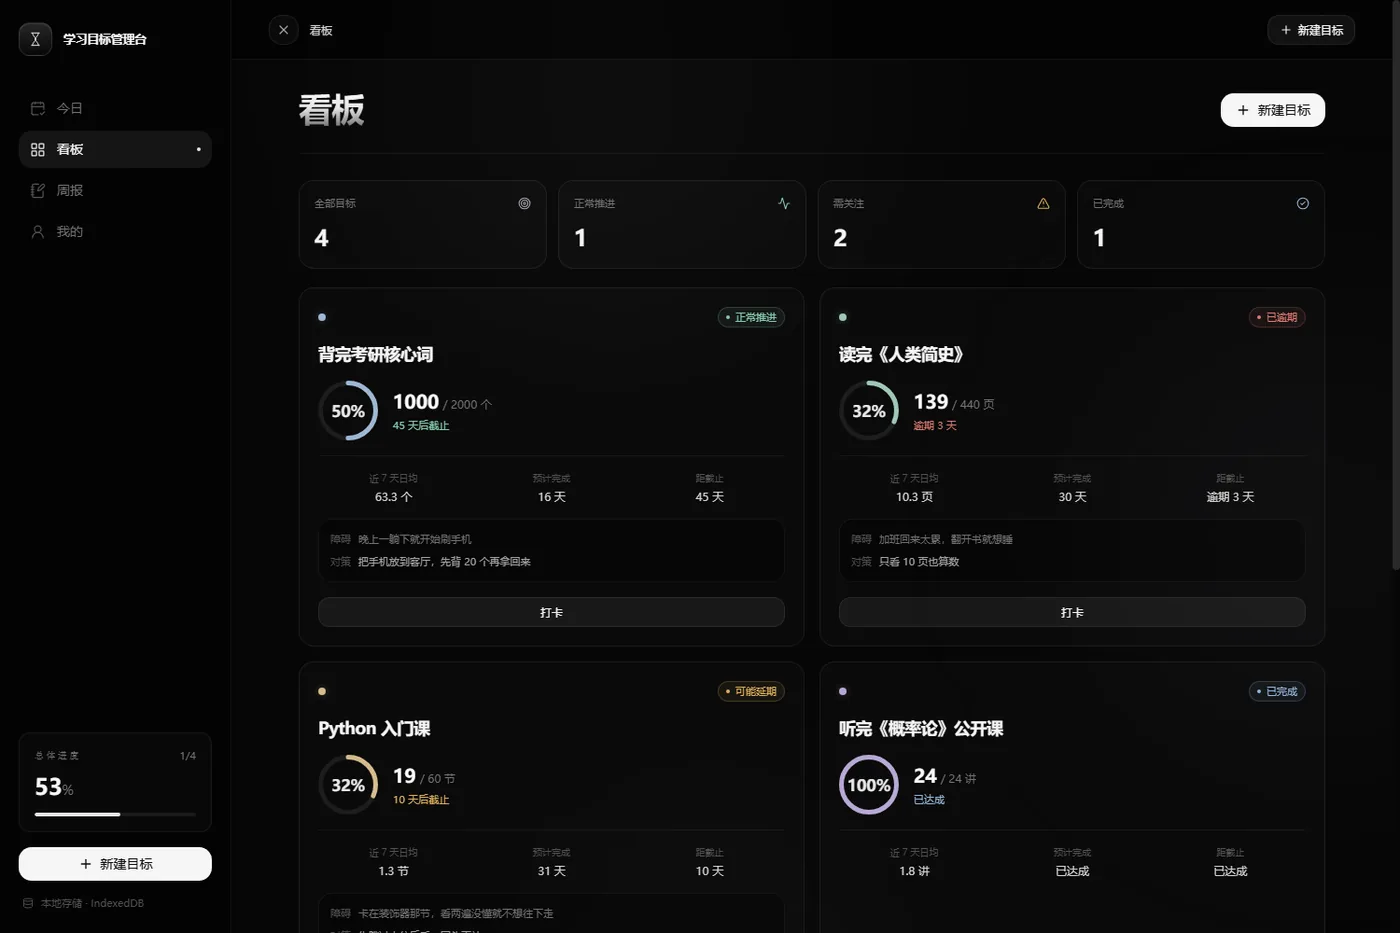 学习目标管理台
今日
看板
周报
我的
总体进度 1/4
53%
+ 新建目标
本地存储 · IndexedDB
看板
+ 新建目标
看板
+ 新建目标
全部目标
4
正常推进
1
需关注
2
已完成
1
正常推进
背完考研核心词
50%
1000 / 2000 个
45 天后截止
近 7 天日均 预计完成 距截止
63.3 个 16 天 45 天
障碍 晚上一躺下就开始刷手机
对策 把手机放到客厅，先背 20 个再拿回来
打卡
已逾期
读完《人类简史》
32%
139 / 440 页
逾期 3 天
近 7 天日均 预计完成 距截止
10.3 页 30 天 逾期 3 天
障碍 加班回来太累，翻开书就想睡
对策 只看 10 页也算数
打卡
可能延期
Python 入门课
32%
19 / 60 节
10 天后截止
近 7 天日均 预计完成 距截止
1.3 节 31 天 10 天
障碍 卡在装饰器那节，看两遍没懂就不想往下走
已完成
听完《概率论》公开课
100%
24 / 24 讲
已达成
近 7 天日均 预计完成 距截止
1.8 讲 已达成 已达成